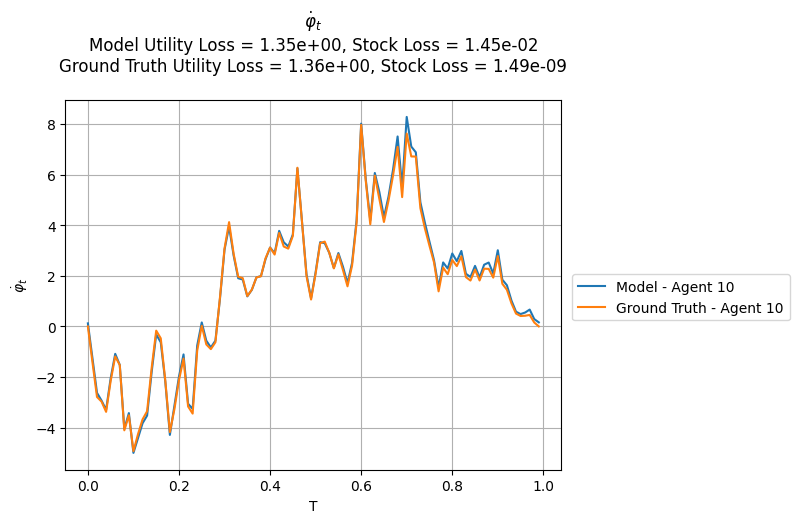 φ̇ₜ
Model Utility Loss = 1.35e+00, Stock Loss = 1.45e-02
Ground Truth Utility Loss = 1.36e+00, Stock Loss = 1.49e-09
φ̇ₜ
8
6
4
2
0
−2
−4
0.0 0.2 0.4 0.6 0.8 1.0
T
Model - Agent 10
Ground Truth - Agent 10